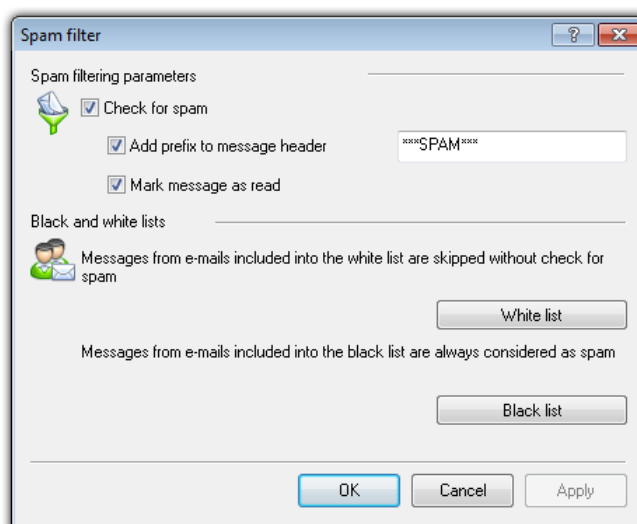 Spam filter
?
Spam filtering parameters
Check for spam
Add prefix to message header
***SPAM***
Mark message as read
Black and white lists
Messages from e-mails included into the white list are skipped without check for
spam
White list
Messages from e-mails included into the black list are always considered as spam
Black list
OK
Cancel
Apply